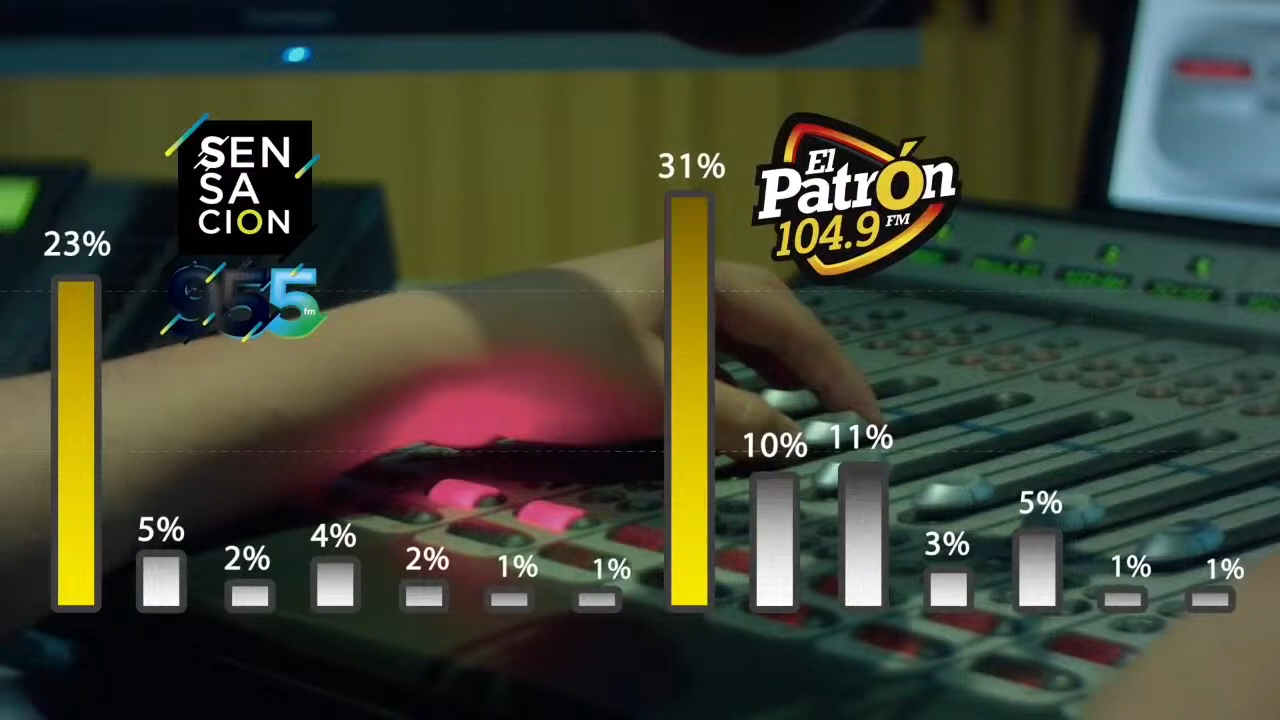 SEN
SA
CION
955
fm
23%
5%
2%
4%
2%
1%
1%
El
Patrón
104.9 FM
31%
10%
11%
3%
5%
1%
1%